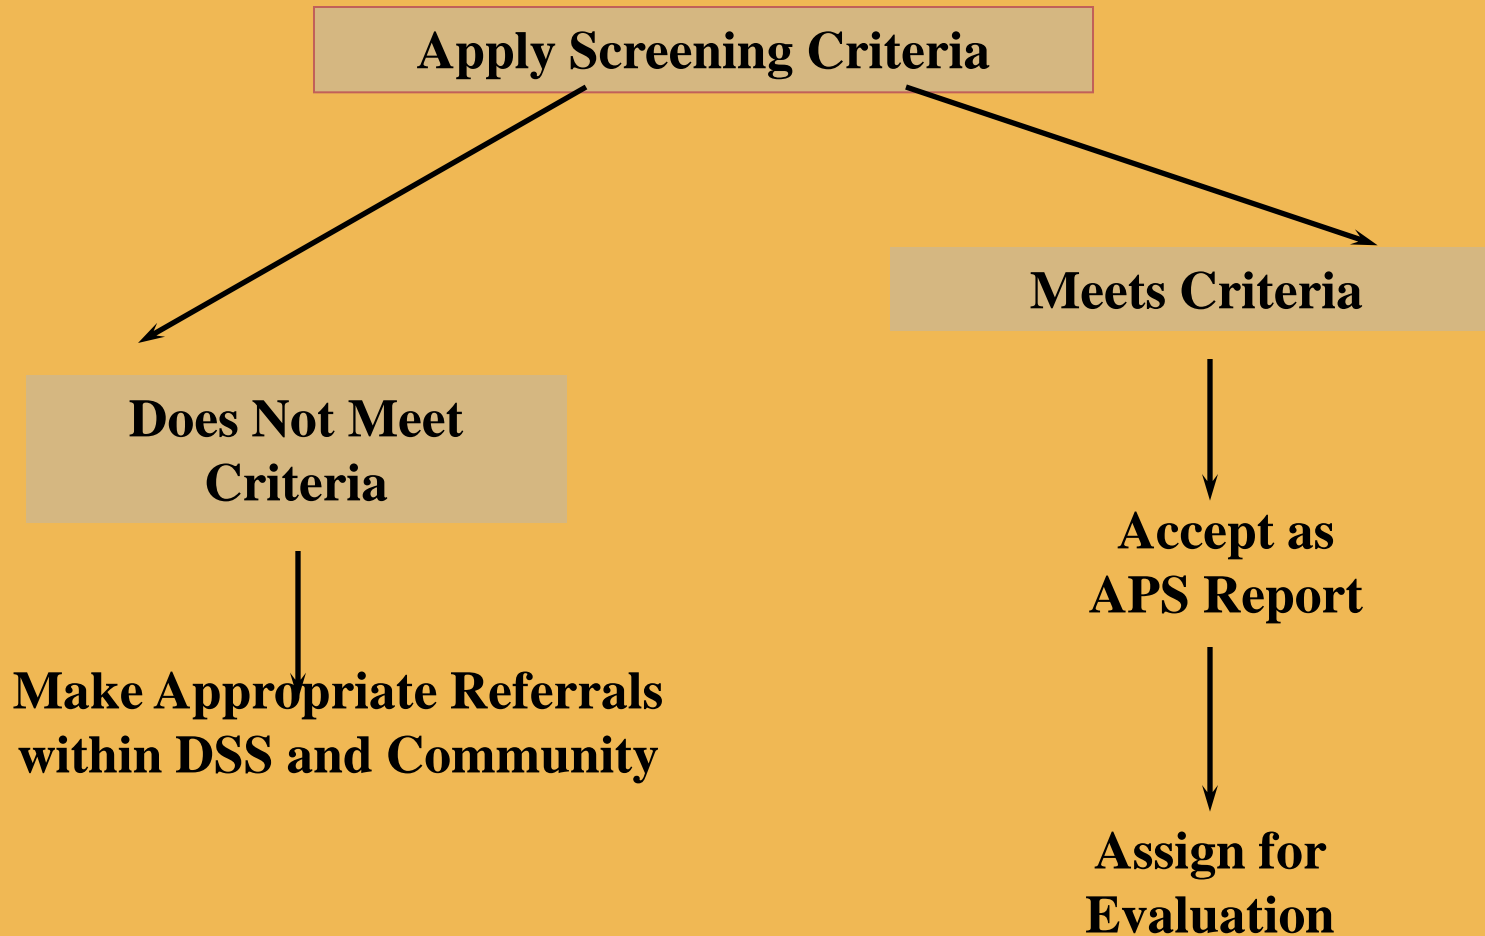 Apply Screening Criteria
Meets Criteria
Does Not Meet
Criteria
Accept as
APS Report
Make Appropriate Referrals
within DSS and Community
Assign for
Evaluation